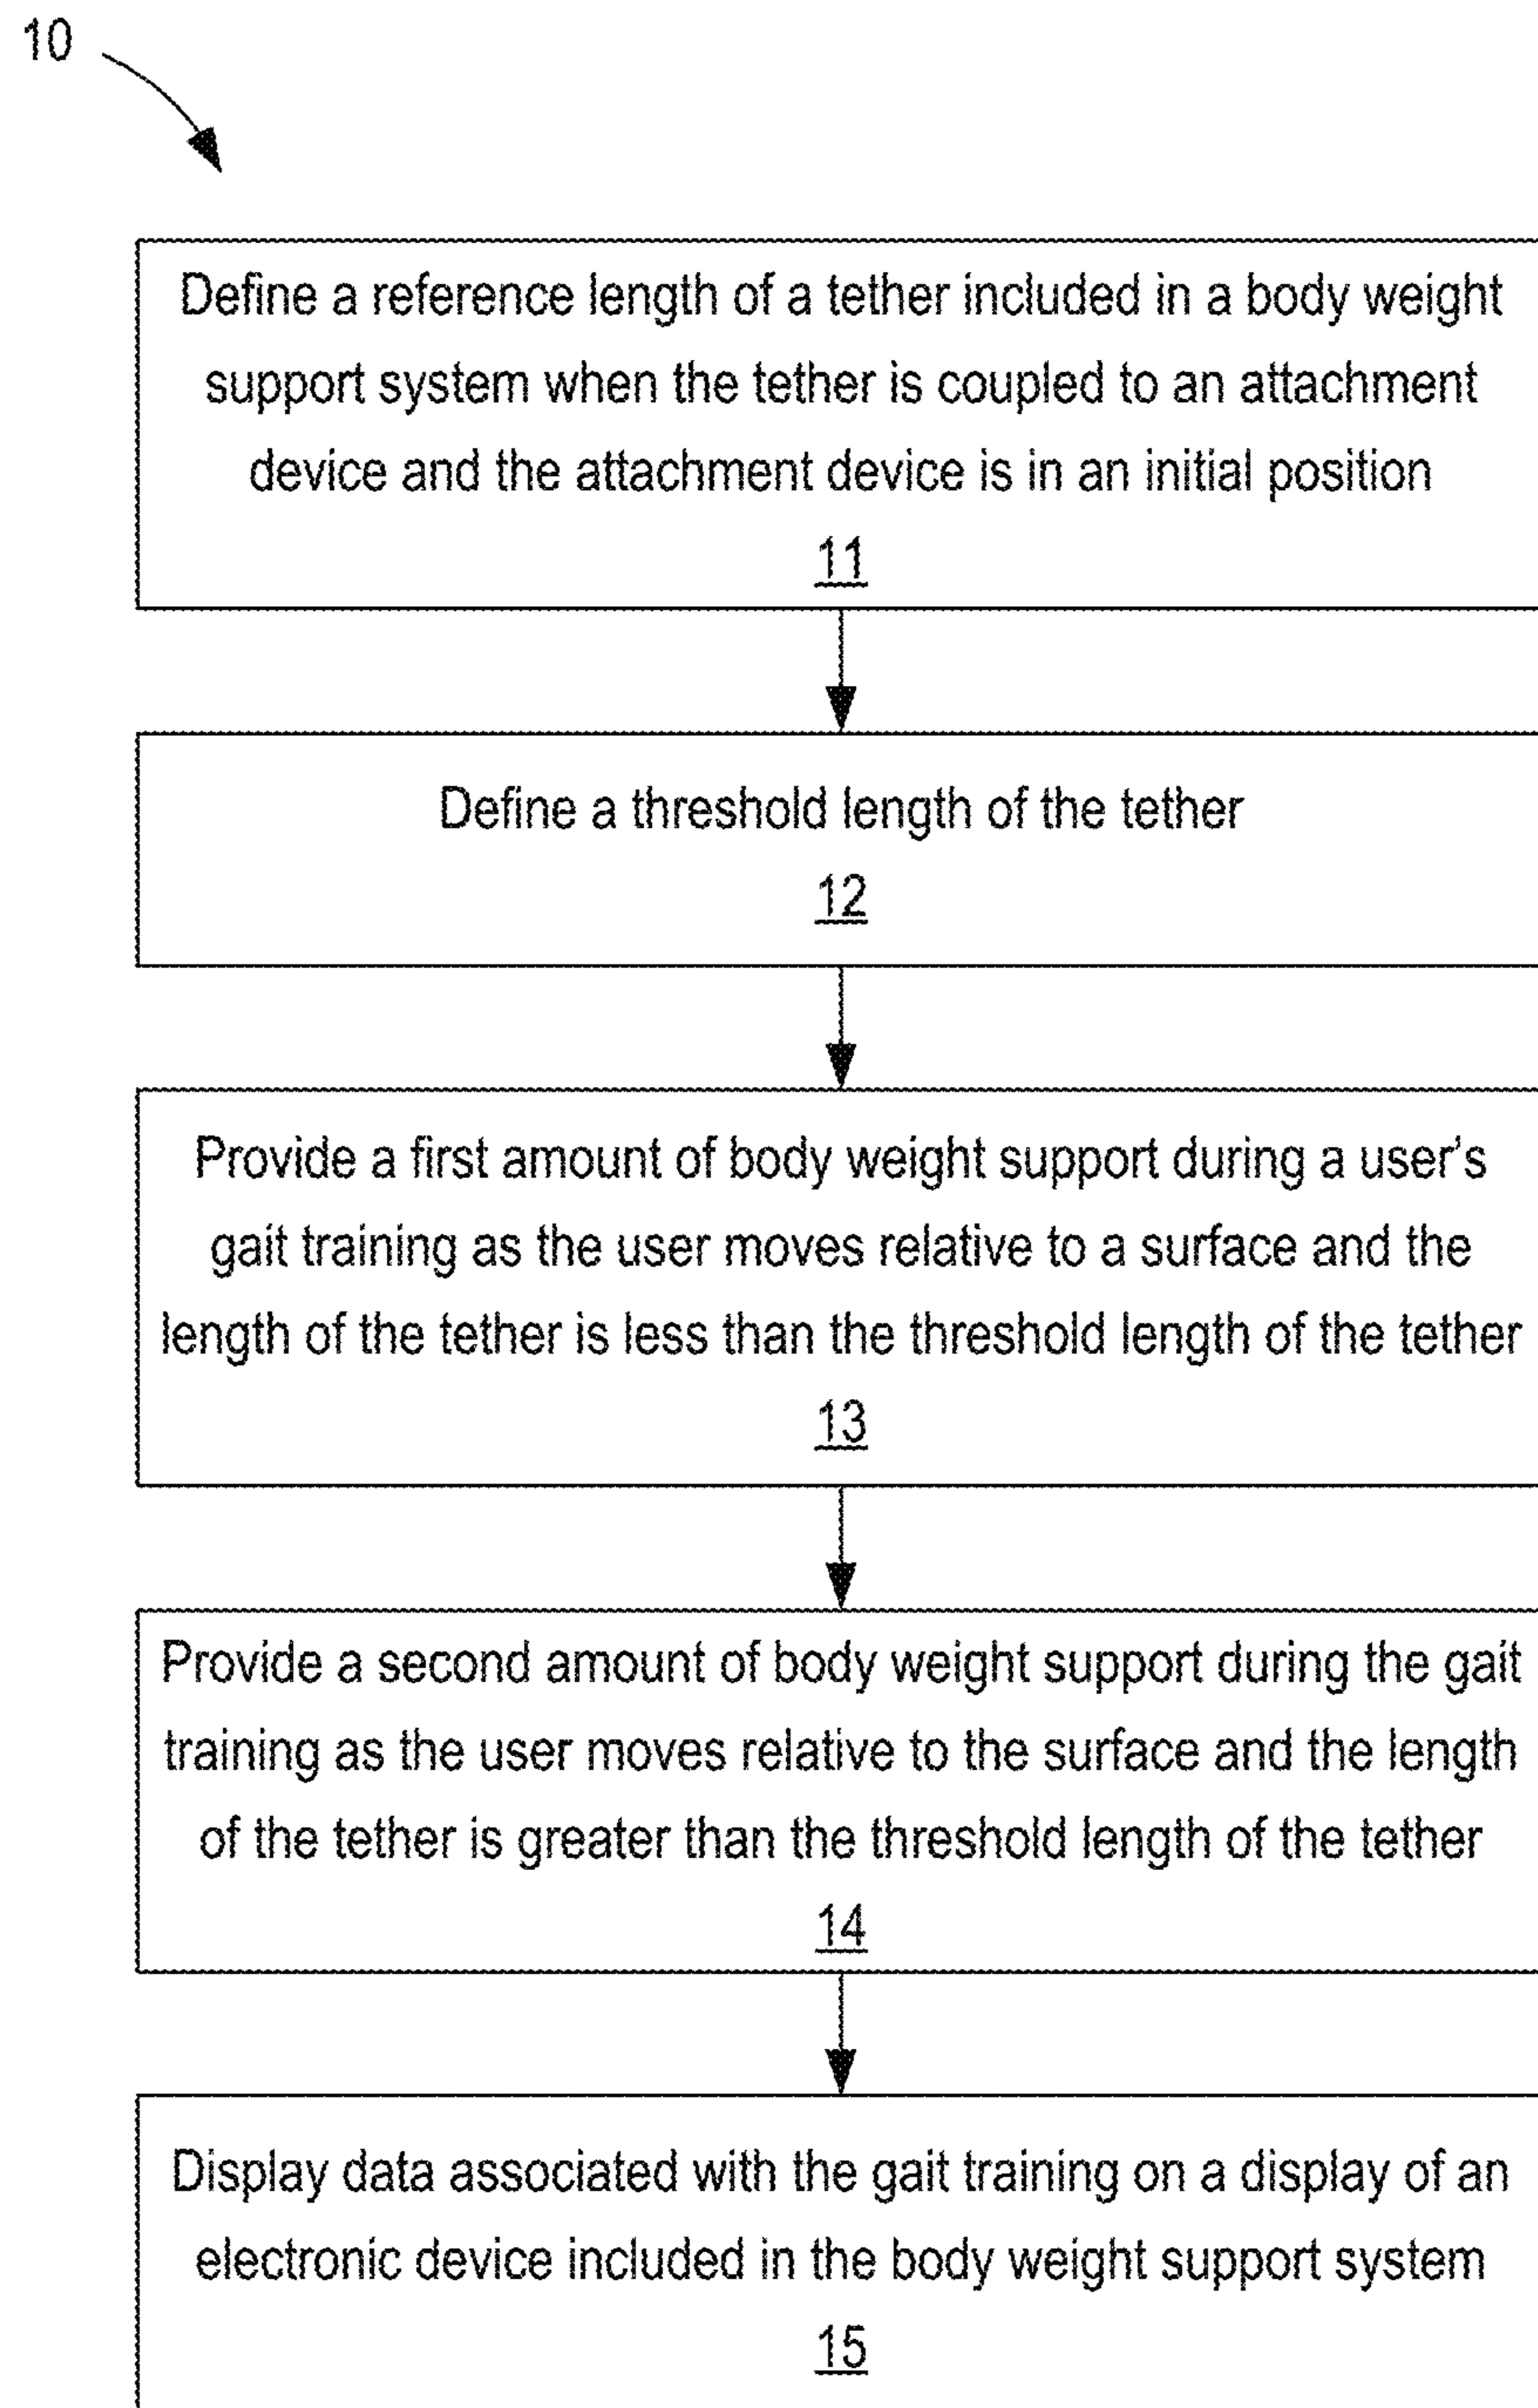 10
Define a reference length of a tether included in a body weight
support system when the tether is coupled to an attachment
device and the attachment device is in an initial position
11
Define a threshold length of the tether
12
Provide a first amount of body weight support during a user's
gait training as the user moves relative to a surface and the
length of the tether is less than the threshold length of the tether
13
Provide a second amount of body weight support during the gait
training as the user moves relative to the surface and the length
of the tether is greater than the threshold length of the tether
14
Display data associated with the gait training on a display of an
electronic device included in the body weight support system
15